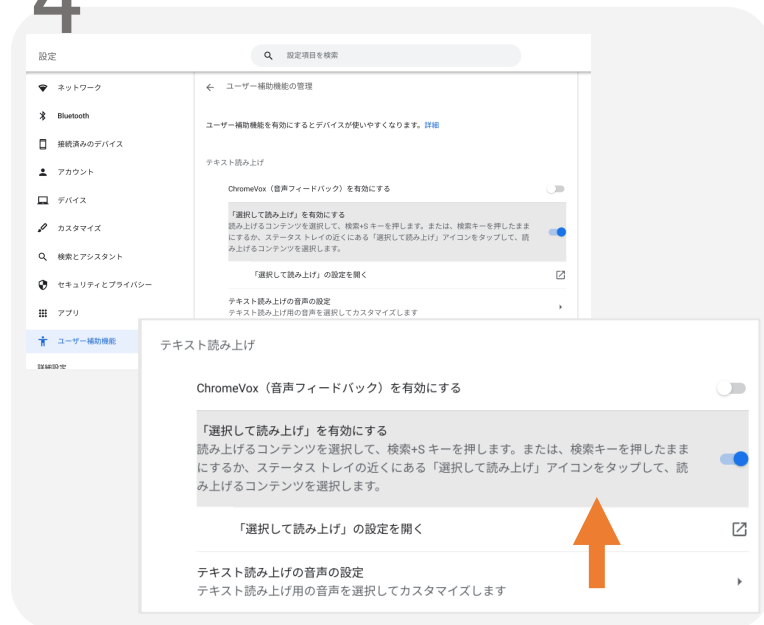 4
設定
設定項目を検索
ネットワーク
Bluetooth
接続済みのデバイス
アカウント
デバイス
カスタマイズ
検索とアシスタント
セキュリティとプライバシー
アプリ
ユーザー補助機能
詳細設定
ユーザー補助機能の管理
ユーザー補助機能を有効にするとデバイスが使いやすくなります。詳細
テキスト読み上げ
ChromeVox（音声フィードバック）を有効にする
「選択して読み上げ」を有効にする
読み上げるコンテンツを選択して、検索+S キーを押します。または、検索キーを押したまま
にするか、ステータス トレイの近くにある「選択して読み上げ」アイコンをタップして、読
み上げるコンテンツを選択します。
「選択して読み上げ」の設定を開く
テキスト読み上げの音声の設定
テキスト読み上げ用の音声を選択してカスタマイズします
テキスト読み上げ
ChromeVox（音声フィードバック）を有効にする
「選択して読み上げ」を有効にする
読み上げるコンテンツを選択して、検索+S キーを押します。または、検索キーを押したまま
にするか、ステータス トレイの近くにある「選択して読み上げ」アイコンをタップして、読
み上げるコンテンツを選択します。
「選択して読み上げ」の設定を開く
テキスト読み上げの音声の設定
テキスト読み上げ用の音声を選択してカスタマイズします